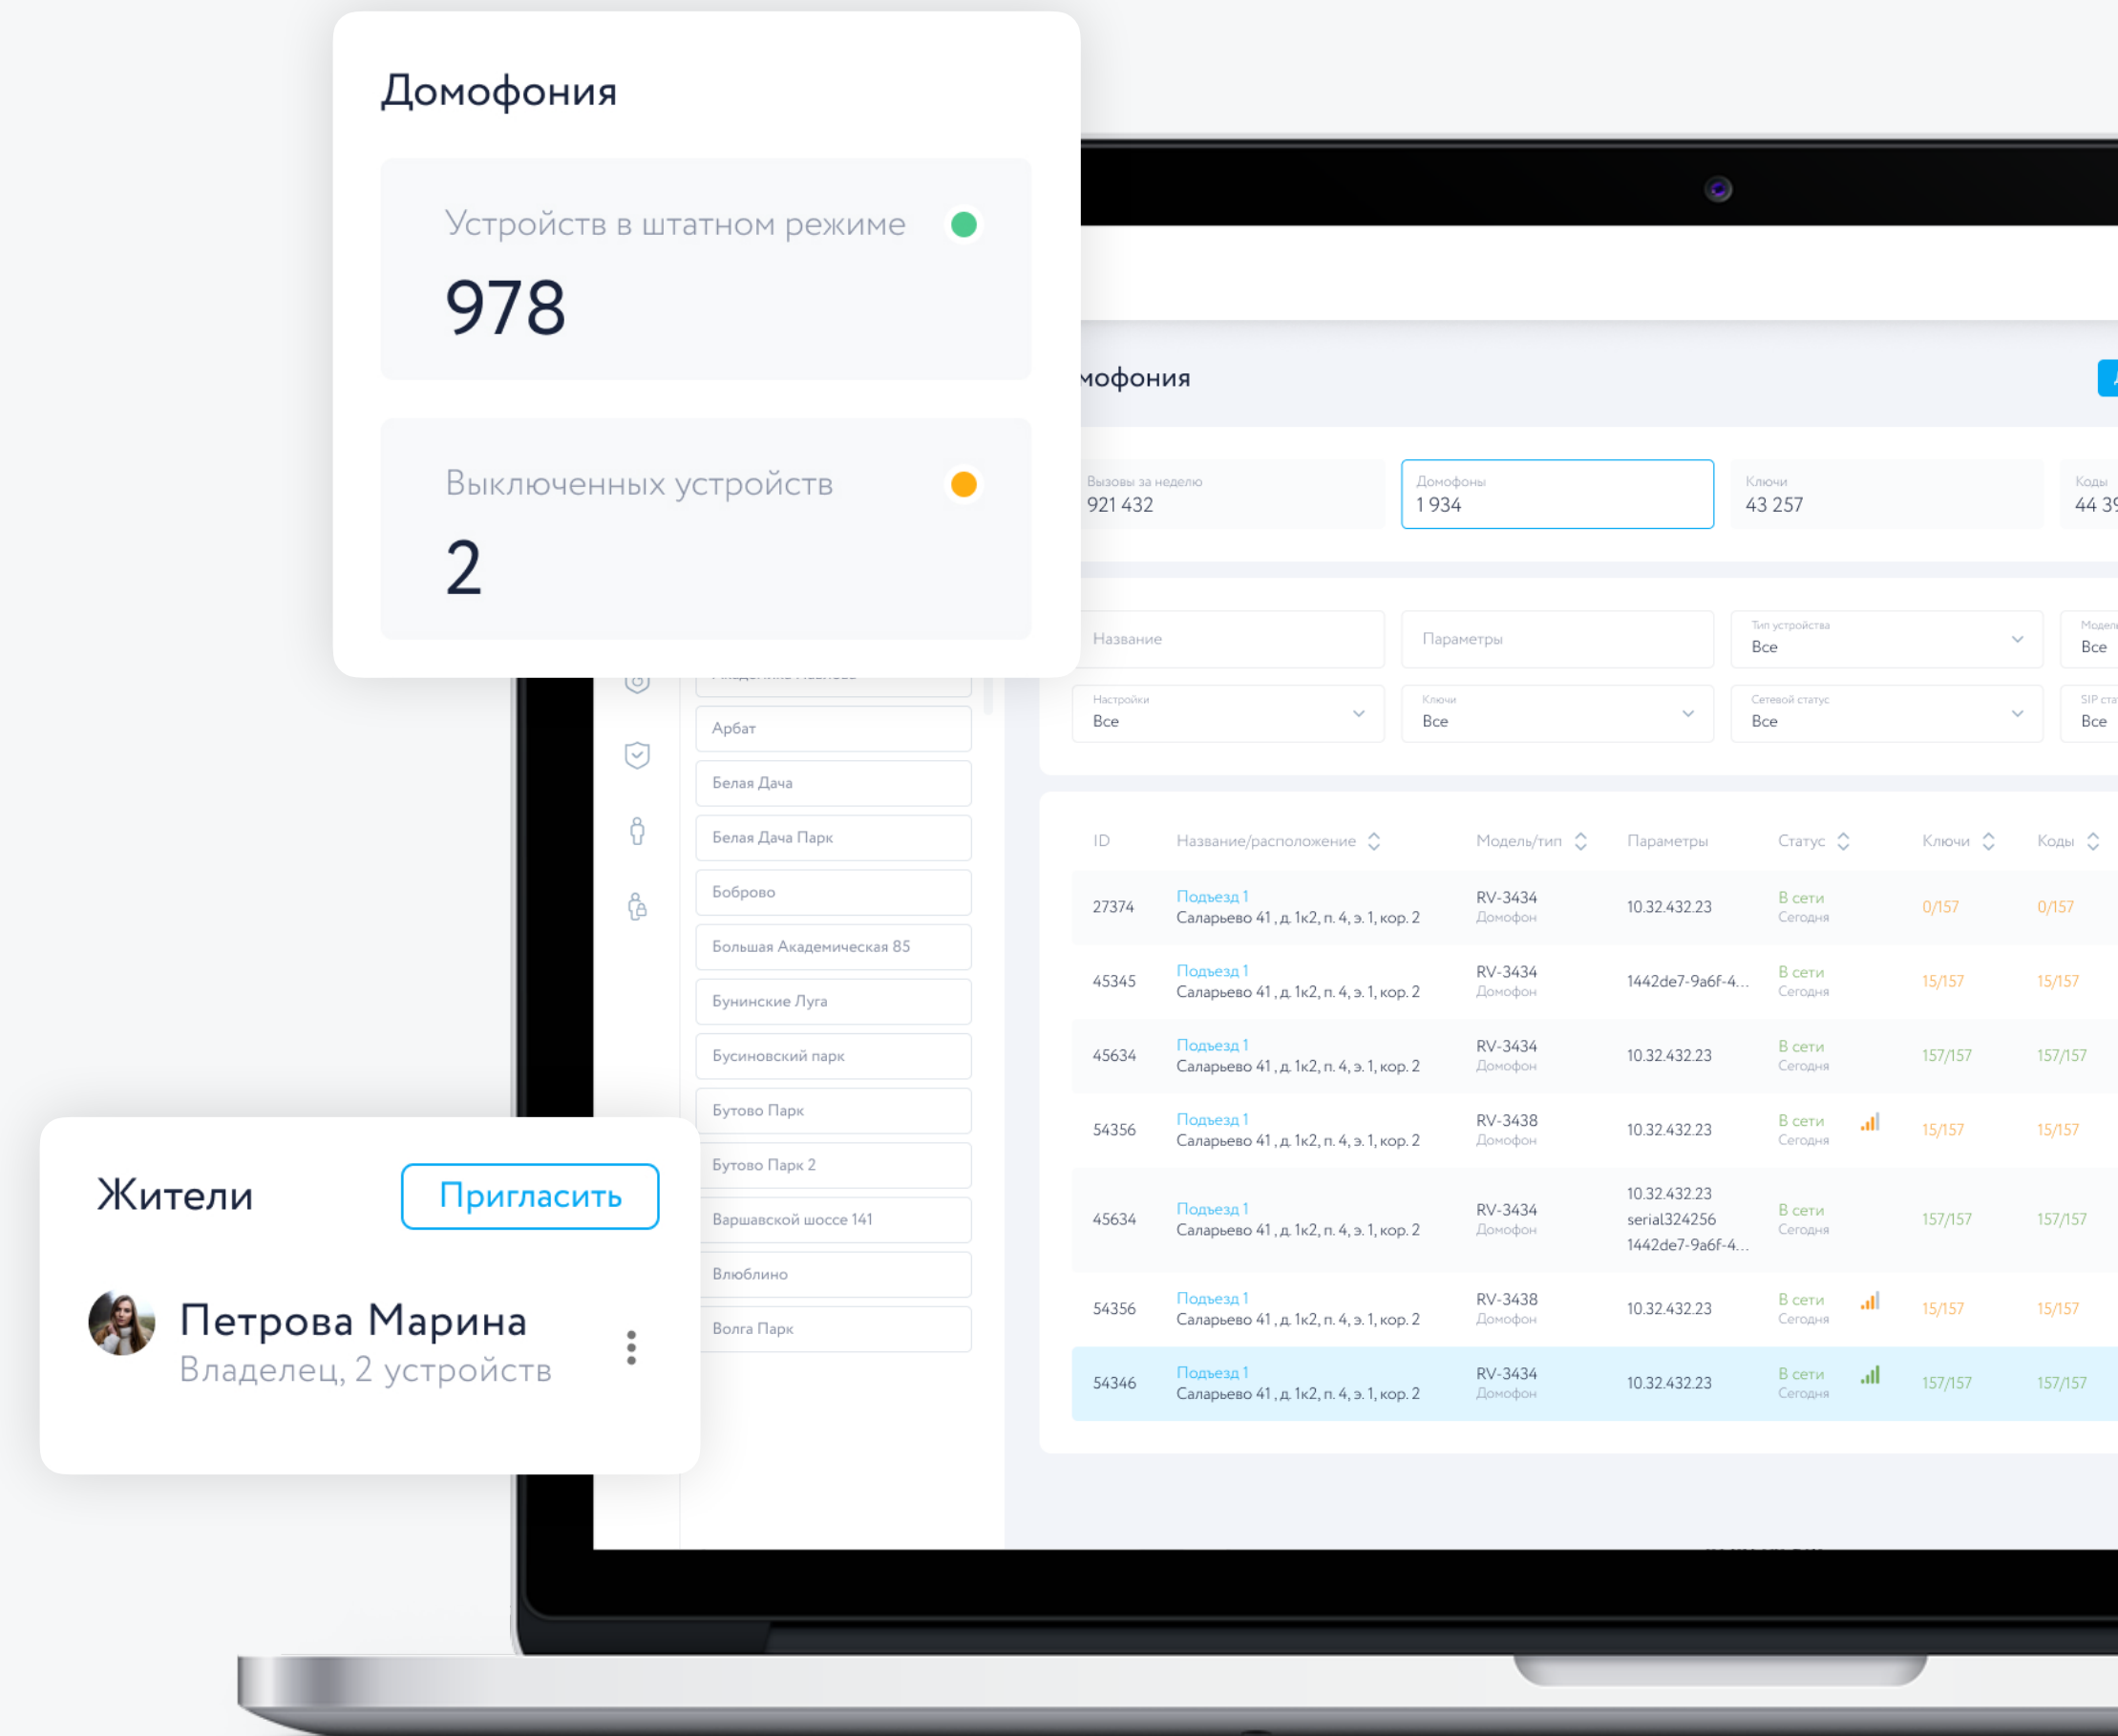 Домофония
Устройств в штатном режиме
978
Выключенных устройств
2
мофония
Вызовы за неделю
921 432
Домофоны
1 934
Ключи
43 257
Коды
44 39
Название
Параметры
Тип устройства
Все
Модель
Все
Настройки
Все
Ключи
Все
Сетевой статус
Все
SIP ста
Все
Арбат
Белая Дача
Белая Дача Парк
Боброво
Большая Академическая 85
Бунинские Луга
Бусиновский парк
Бутово Парк
Бутово Парк 2
Варшавской шоссе 141
Влюблино
Волга Парк
ID Название/расположение Модель/тип Параметры Статус Ключи Коды
27374 Подъезд 1 RV-3434 10.32.432.23 В сети 0/157 0/157
Саларьево 41 , д. 1к2, п. 4, э. 1, кор. 2 Домофон Сегодня
45345 Подъезд 1 RV-3434 1442de7-9a6f-4... В сети 15/157 15/157
Саларьево 41 , д. 1к2, п. 4, э. 1, кор. 2 Домофон Сегодня
45634 Подъезд 1 RV-3434 10.32.432.23 В сети 157/157 157/157
Саларьево 41 , д. 1к2, п. 4, э. 1, кор. 2 Домофон Сегодня
54356 Подъезд 1 RV-3438 10.32.432.23 В сети 15/157 15/157
Саларьево 41 , д. 1к2, п. 4, э. 1, кор. 2 Домофон Сегодня
10.32.432.23
45634 Подъезд 1 RV-3434 serial324256 В сети 157/157 157/157
Саларьево 41 , д. 1к2, п. 4, э. 1, кор. 2 Домофон Сегодня
1442de7-9a6f-4...
54356 Подъезд 1 RV-3438 10.32.432.23 В сети 15/157 15/157
Саларьево 41 , д. 1к2, п. 4, э. 1, кор. 2 Домофон Сегодня
54346 Подъезд 1 RV-3434 10.32.432.23 В сети 157/157 157/157
Саларьево 41 , д. 1к2, п. 4, э. 1, кор. 2 Домофон Сегодня
Жители
Пригласить
Петрова Марина
Владелец, 2 устройств